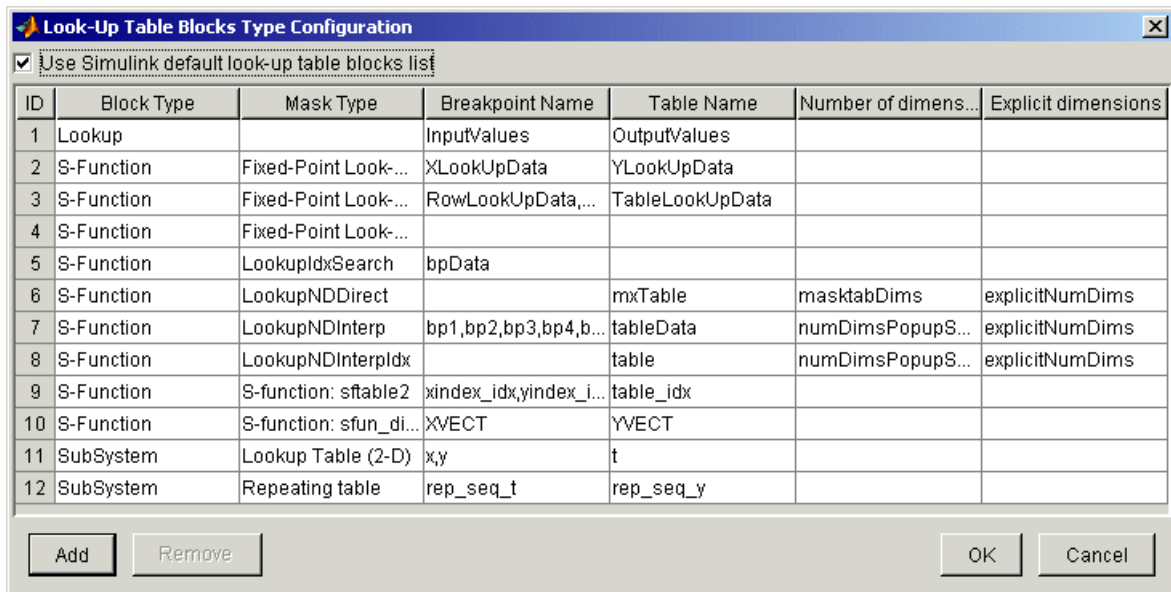 Look-Up Table Blocks Type Configuration
Use Simulink default look-up table blocks list
ID Block Type Mask Type Breakpoint Name Table Name Number of dimens... Explicit dimensions
1 Lookup InputValues OutputValues
2 S-Function Fixed-Point Look-... XLookUpData YLookUpData
3 S-Function Fixed-Point Look-... RowLookUpData,... TableLookUpData
4 S-Function Fixed-Point Look-...
5 S-Function LookupIdxSearch bpData
6 S-Function LookupNDDirect mxTable masktabDims explicitNumDims
7 S-Function LookupNDInterp bp1,bp2,bp3,bp4,b... tableData numDimsPopupS... explicitNumDims
8 S-Function LookupNDInterpIdx table numDimsPopupS... explicitNumDims
9 S-Function S-function: sftable2 xindex_idx,yindex_i... table_idx
10 S-Function S-function: sfun_di... XVECT YVECT
11 SubSystem Lookup Table (2-D) x,y t
12 SubSystem Repeating table rep_seq_t rep_seq_y
Add Remove OK Cancel